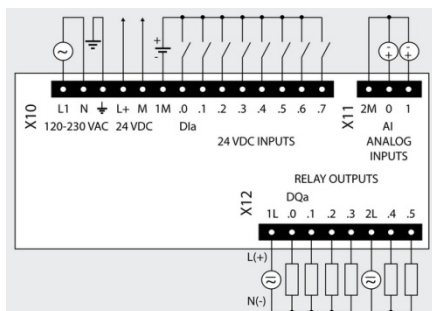 X10
L1 N L+ M 1M .0 .1 .2 .3 .4 .5 .6 .7
120-230 VAC 24 VDC DIa
24 VDC INPUTS
X11
2M 0 1
AI
ANALOG
INPUTS
RELAY OUTPUTS
X12
DQa
1L .0 .1 .2 .3 2L .4 .5
L(+)
N(-)